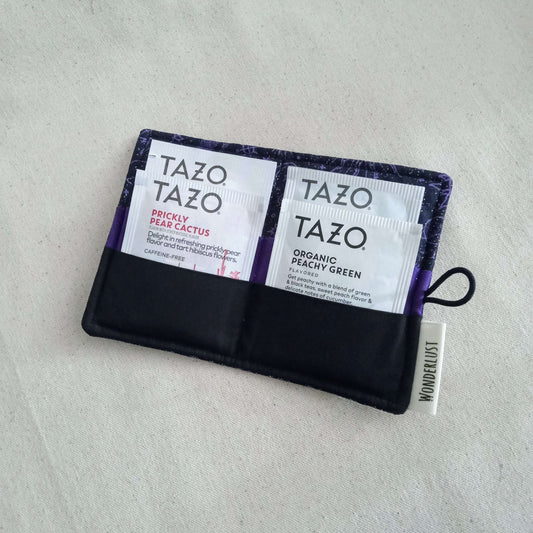 TAZO
TAZO
PRICKLY
PEAR CACTUS
Delight in refreshing prickly pear
flavor and tart hibiscus flowers.
CAFFEINE-FREE
TAZO
TAZO
ORGANIC
PEACHY GREEN
FLAVORED
Get peachy with a blend of green
& black teas, sweet peach flavor &
delicate notes of cucumber.
WONDERLUST